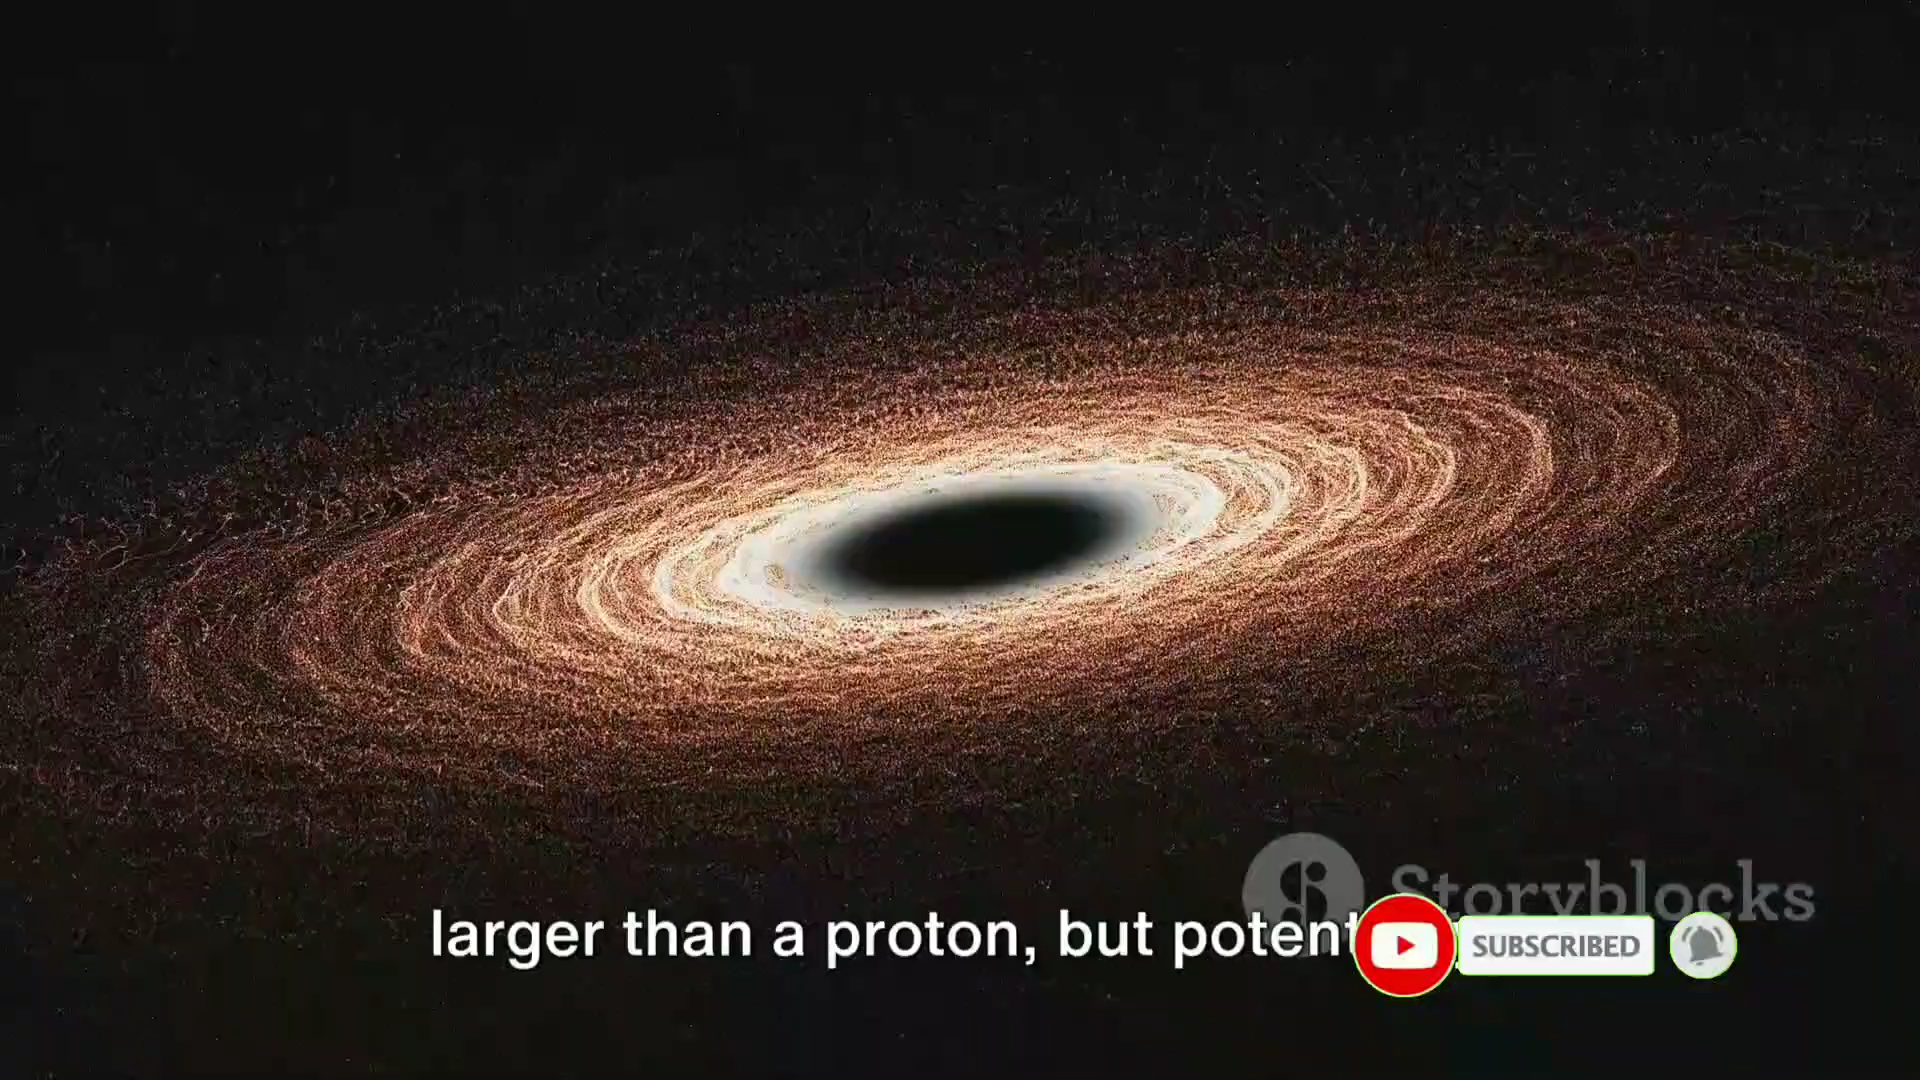 Storyblocks
larger than a proton, but potent
SUBSCRIBED